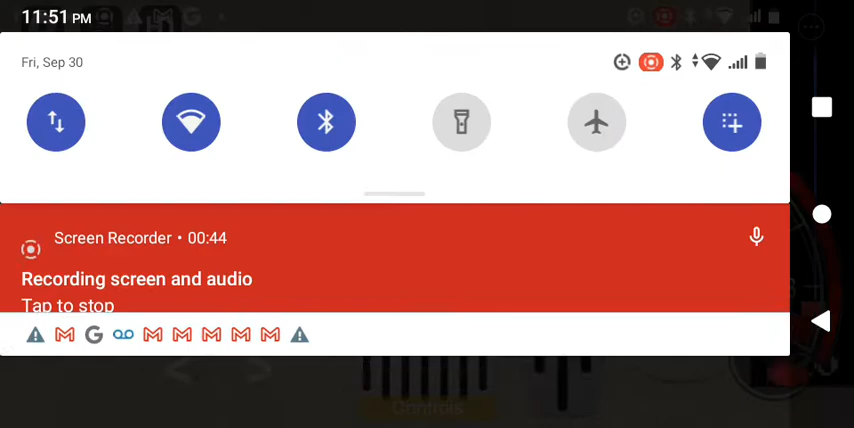 11:51 PM
Fri, Sep 30
Screen Recorder • 00:44
Recording screen and audio
Tap to stop
Controls